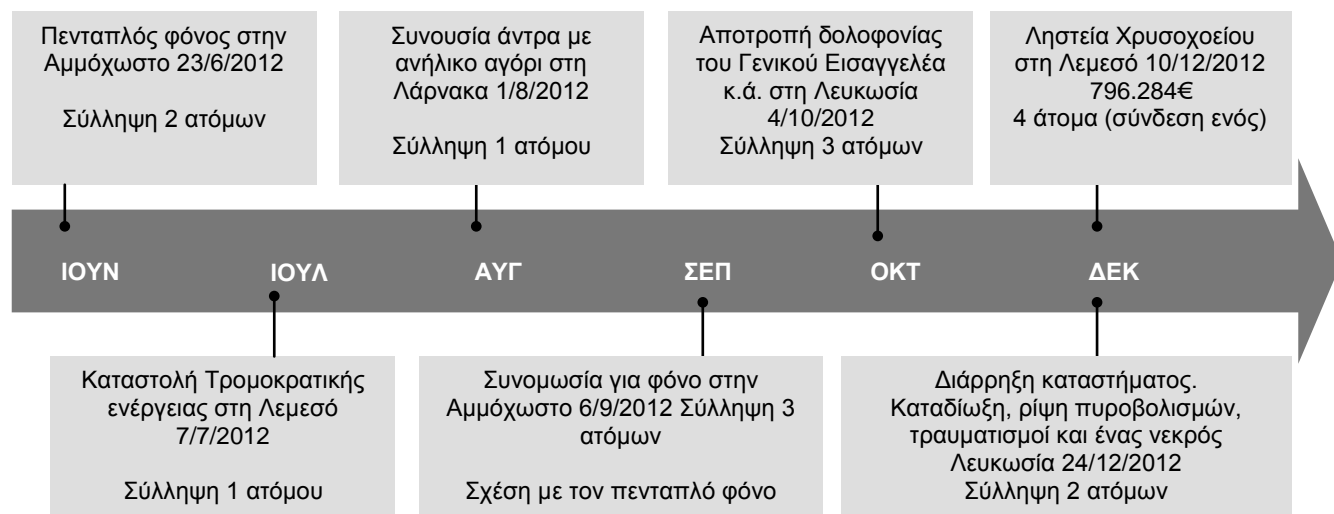 Πενταπλός φόνος στην
Αμμόχωστο 23/6/2012
Σύλληψη 2 ατόμων
Συνουσία άντρα με
ανήλικο αγόρι στη
Λάρνακα 1/8/2012
Σύλληψη 1 ατόμου
Αποτροπή δολοφονίας
του Γενικού Εισαγγελέα
κ.ά. στη Λευκωσία
4/10/2012
Σύλληψη 3 ατόμων
Ληστεία Χρυσοχοείου
στη Λεμεσό 10/12/2012
796.284€
4 άτομα (σύνδεση ενός)
ΙΟΥΝ
ΙΟΥΛ
ΑΥΓ
ΣΕΠ
ΟΚΤ
ΔΕΚ
Καταστολή Τρομοκρατικής
ενέργειας στη Λεμεσό
7/7/2012
Σύλληψη 1 ατόμου
Συνομωσία για φόνο στην
Αμμόχωστο 6/9/2012 Σύλληψη 3
ατόμων
Σχέση με τον πενταπλό φόνο
Διάρρηξη καταστήματος.
Καταδίωξη, ρίψη πυροβολισμών,
τραυματισμοί και ένας νεκρός
Λευκωσία 24/12/2012
Σύλληψη 2 ατόμων